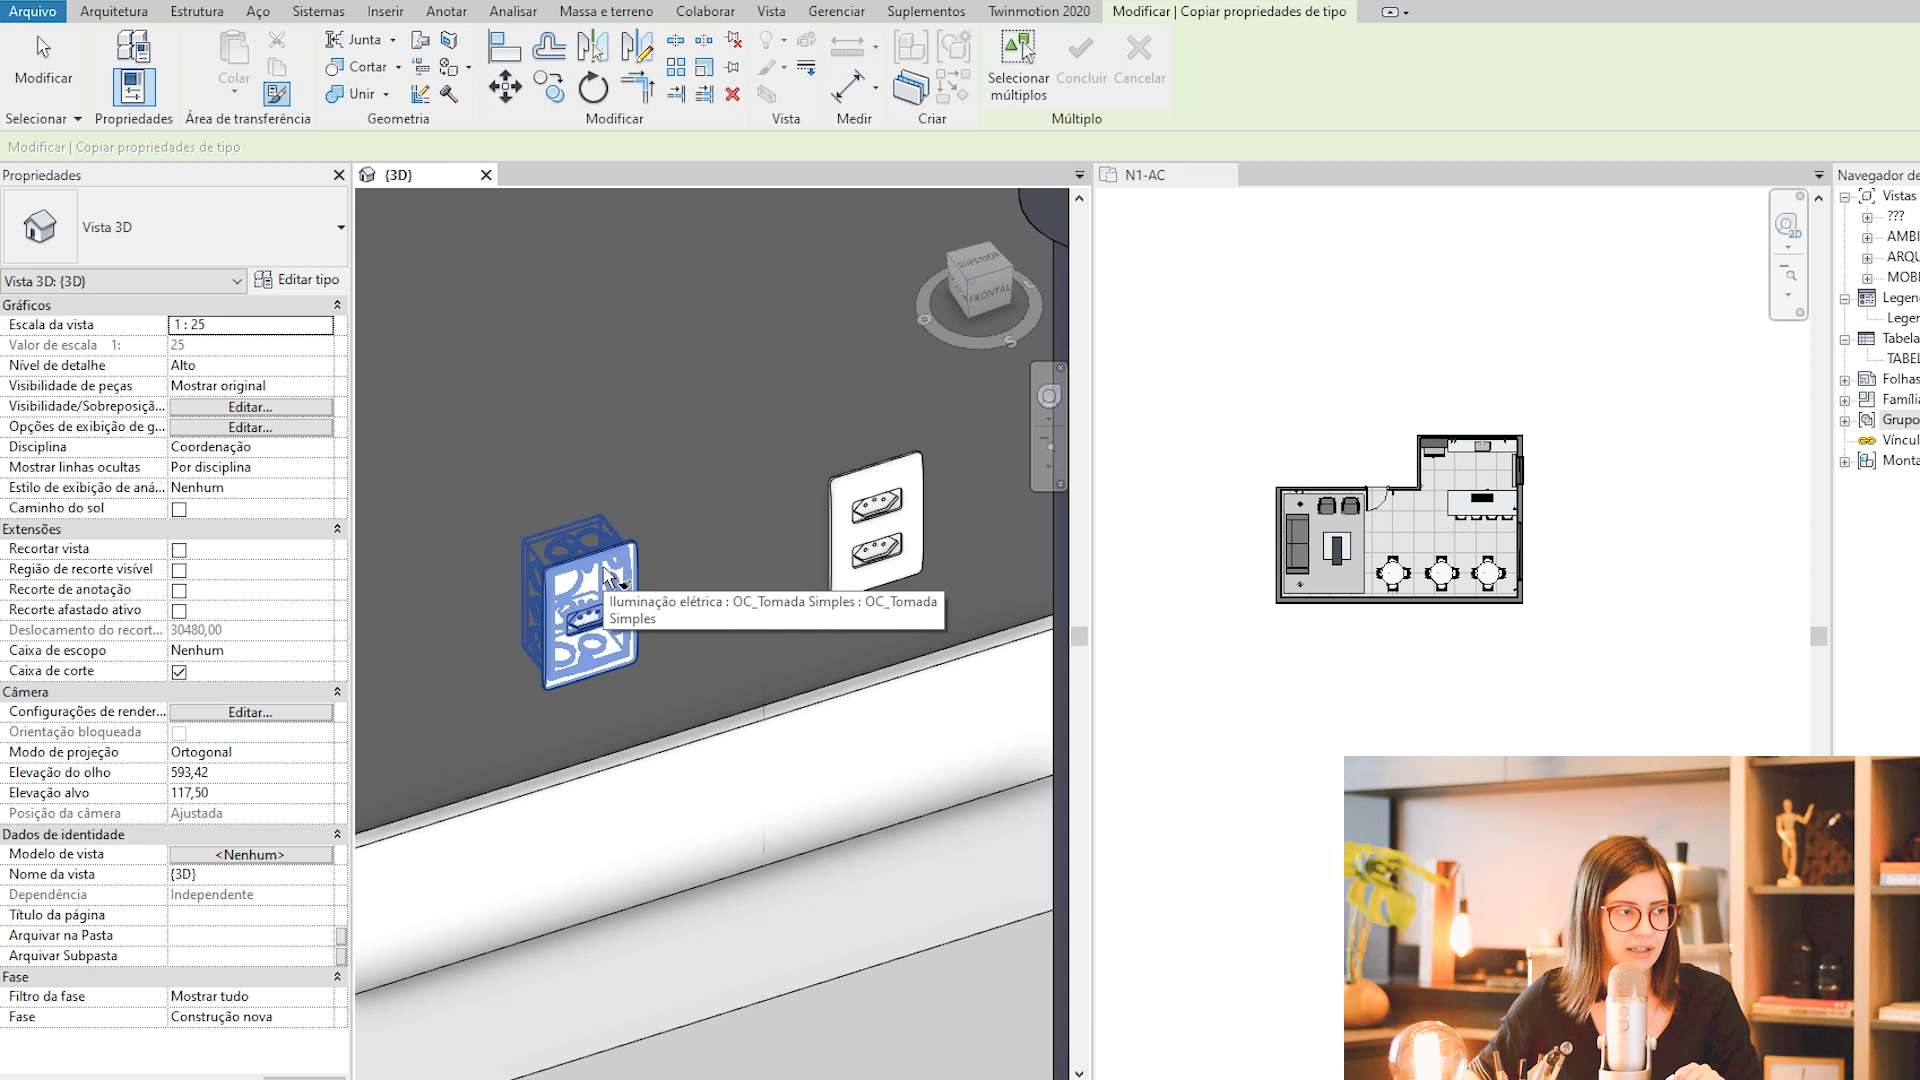 Arquivo Arquitetura Estrutura Aço Sistemas Inserir Anotar Analisar Massa e terreno Colaborar Vista Gerenciar Suplementos Twinmotion 2020 Modificar | Copiar propriedades de tipo
Junta
Cortar
Unir
Modificar
Colar
Selecionar
múltiplos
Concluir
Cancelar
Selecionar Propriedades Área de transferência Geometria Modificar Vista Medir Criar Múltiplo
Modificar | Copiar propriedades de tipo
Propriedades
Vista 3D
Vista 3D: {3D}
Editar tipo
Gráficos
Escala da vista 1 : 25
Valor de escala 1: 25
Nível de detalhe Alto
Visibilidade de peças Mostrar original
Visibilidade/Sobreposiçã... Editar...
Opções de exibição de g... Editar...
Disciplina Coordenação
Mostrar linhas ocultas Por disciplina
Estilo de exibição de aná... Nenhum
Caminho do sol
Extensões
Recortar vista
Região de recorte visível
Recorte de anotação
Recorte afastado ativo
Deslocamento do recort... 30480,00
Caixa de escopo Nenhum
Caixa de corte
Câmera
Configurações de render... Editar...
Orientação bloqueada
Modo de projeção Ortogonal
Elevação do olho 593,42
Elevação alvo 117,50
Posição da câmera Ajustada
Dados de identidade
Modelo de vista <Nenhum>
Nome da vista {3D}
Dependência Independente
Título da página
Arquivar na Pasta
Arquivar Subpasta
Fase
Filtro da fase Mostrar tudo
Fase Construção nova
{3D}
SUPERIOR
FRONTAL
O
S
Iluminação elétrica : OC_Tomada Simples : OC_Tomada
Simples
N1-AC
2D
Navegador de
Vistas
???
AMBI
ARQU
MOBI
Legen
Leger
Tabela
TABEL
Folhas
Família
Grupo
Víncul
Monta